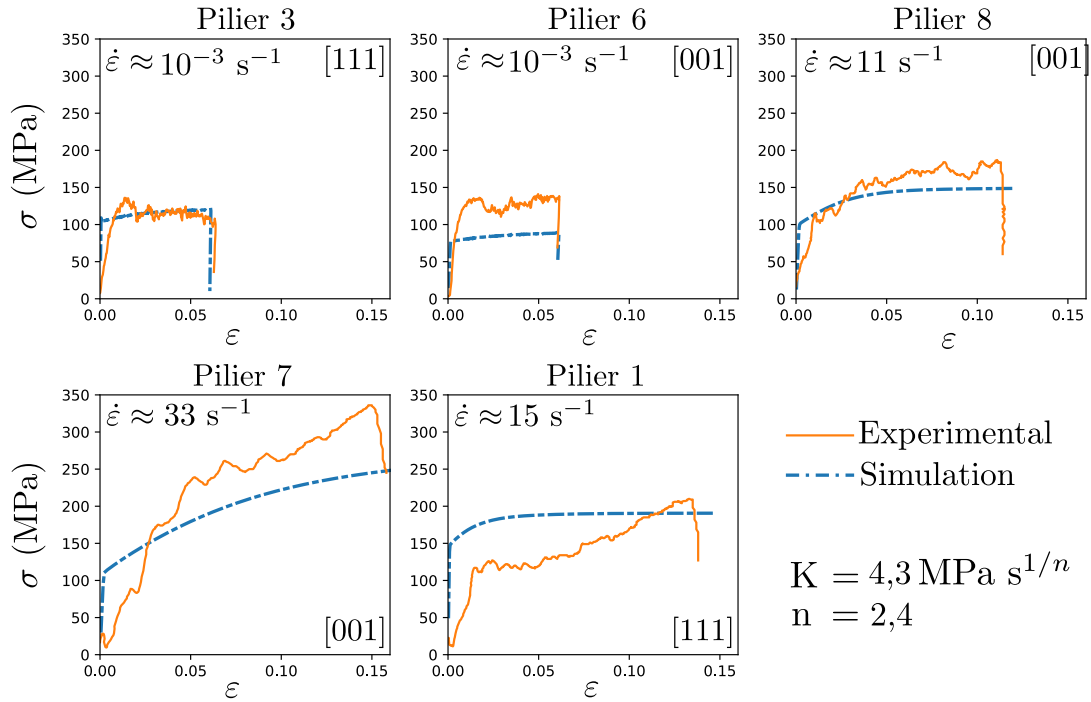 Pilier 3
ε̇ ≈ 10⁻³ s⁻¹ [111]
σ (MPa)
350
300
250
200
150
100
50
0
0.00 0.05 0.10 0.15
ε
Pilier 6
ε̇ ≈ 10⁻³ s⁻¹ [001]
350
300
250
200
150
100
50
0
0.00 0.05 0.10 0.15
ε
Pilier 8
ε̇ ≈ 11 s⁻¹ [001]
350
300
250
200
150
100
50
0
0.00 0.05 0.10 0.15
ε
Pilier 7
ε̇ ≈ 33 s⁻¹
σ (MPa)
350
300
250
200
150
100
50
0
[001]
0.00 0.05 0.10 0.15
ε
Pilier 1
ε̇ ≈ 15 s⁻¹
350
300
250
200
150
100
50
0
[111]
0.00 0.05 0.10 0.15
ε
Experimental
Simulation
K = 4,3 MPa s^{1/n}
n = 2,4